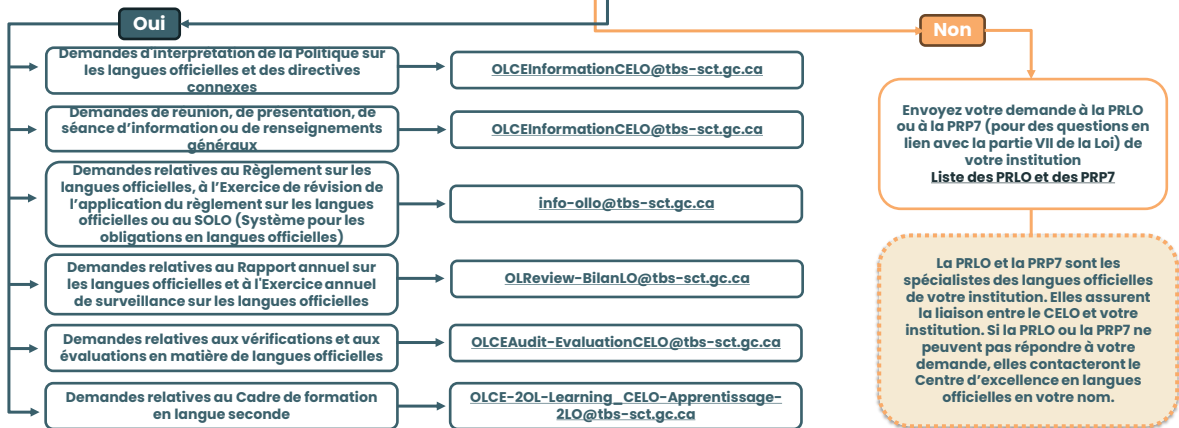 Oui
Demandes d'interprétation de la Politique sur
les langues officielles et des directives
connexes
OLCEInformationCELO@tbs-sct.gc.ca
Demandes de réunion, de présentation, de
séance d'information ou de renseignements
généraux
OLCEInformationCELO@tbs-sct.gc.ca
Demandes relatives au Règlement sur les
langues officielles, à l'Exercice de révision de
l'application du règlement sur les langues
officielles ou au SOLO (Système pour les
obligations en langues officielles)
info-ollo@tbs-sct.gc.ca
Demandes relatives au Rapport annuel sur
les langues officielles et à l'Exercice annuel
de surveillance sur les langues officielles
OLReview-BilanLO@tbs-sct.gc.ca
Demandes relatives aux vérifications et aux
évaluations en matière de langues officielles
OLCEAudit-EvaluationCELO@tbs-sct.gc.ca
Demandes relatives au Cadre de formation
en langue seconde
OLCE-2OL-Learning_CELO-Apprentissage-
2LO@tbs-sct.gc.ca
Non
Envoyez votre demande à la PRLO
ou à la PRP7 (pour des questions en
lien avec la partie VII de la Loi) de
votre institution
Liste des PRLO et des PRP7
La PRLO et la PRP7 sont les
spécialistes des langues officielles
de votre institution. Elles assurent
la liaison entre le CELO et votre
institution. Si la PRLO ou la PRP7 ne
peuvent pas répondre à votre
demande, elles contacteront le
Centre d'excellence en langues
officielles en votre nom.